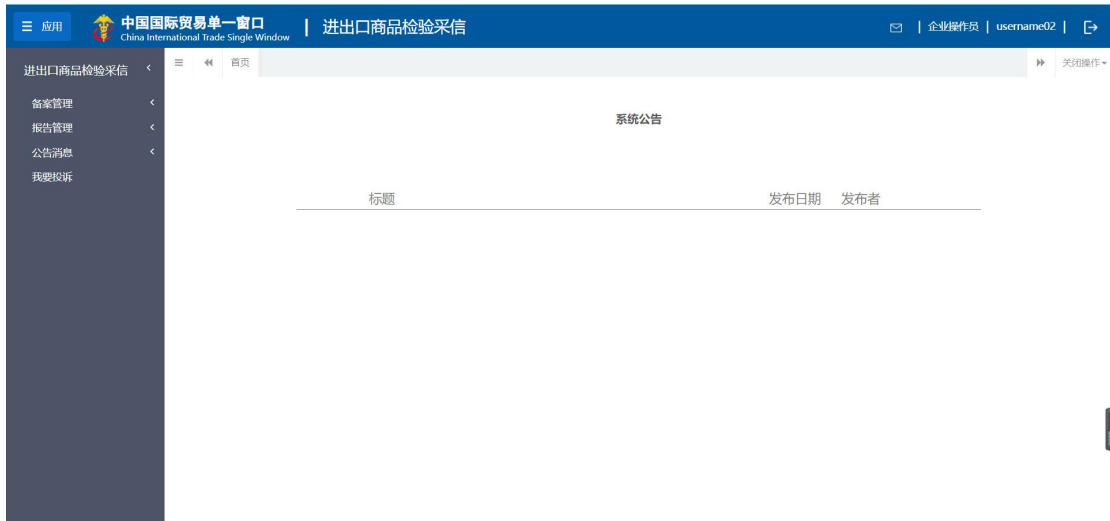 应用
中国国际贸易单一窗口
China International Trade Single Window
进出口商品检验采信
企业操作员 | username02 |
进出口商品检验采信
首页
关闭操作
备案管理
报告管理
公告消息
我要投诉
系统公告
标题 发布日期 发布者